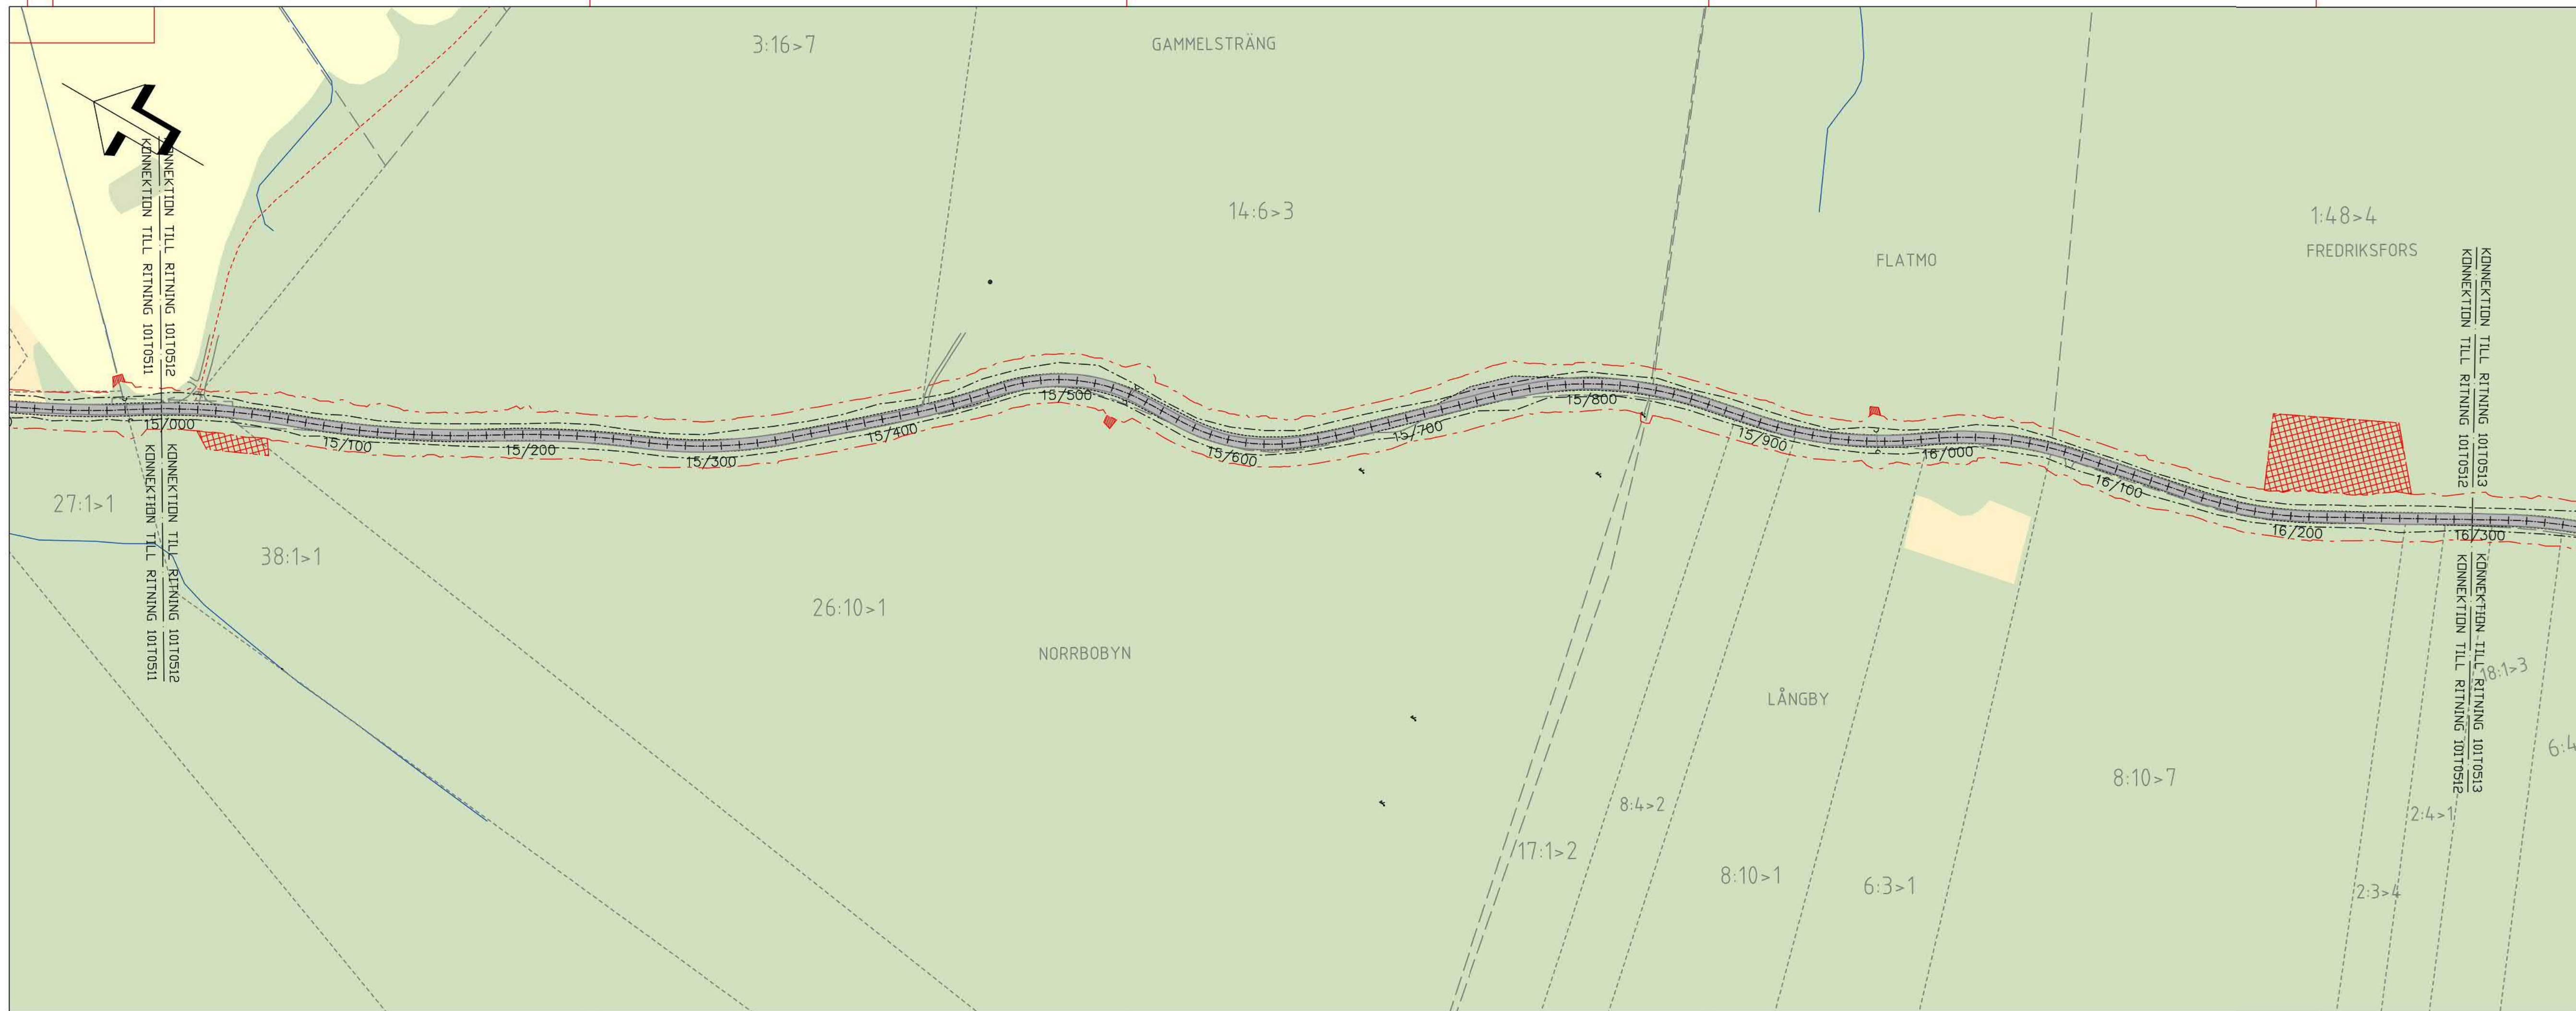 3:16>7
GAMMELSTRÄNG
14:6>3
FLATMO
1:48>4
FREDRIKSFORS
KONNEKTION TILL RITNING 101T0512
KONNEKTION TILL RITNING 101T0511
KONNEKTION TILL RITNING 101T0513
KONNEKTION TILL RITNING 101T0512
15/000
15/100
15/200
15/300
15/400
15/500
15/600
15/700
15/800
15/900
16/000
16/100
16/200
16/300
KONNEKTION TILL RITNING 101T0512
KONNEKTION TILL RITNING 101T0511
KONNEKTION TILL RITNING 101T0513
KONNEKTION TILL RITNING 101T0512
27:1>1
38:1>1
26:10>1
NORRBOBYN
LÅNGBY
18:1>3
6:4
8:10>7
8:4>2
2:4>1
17:1>2
8:10>1
6:3>1
2:3>4